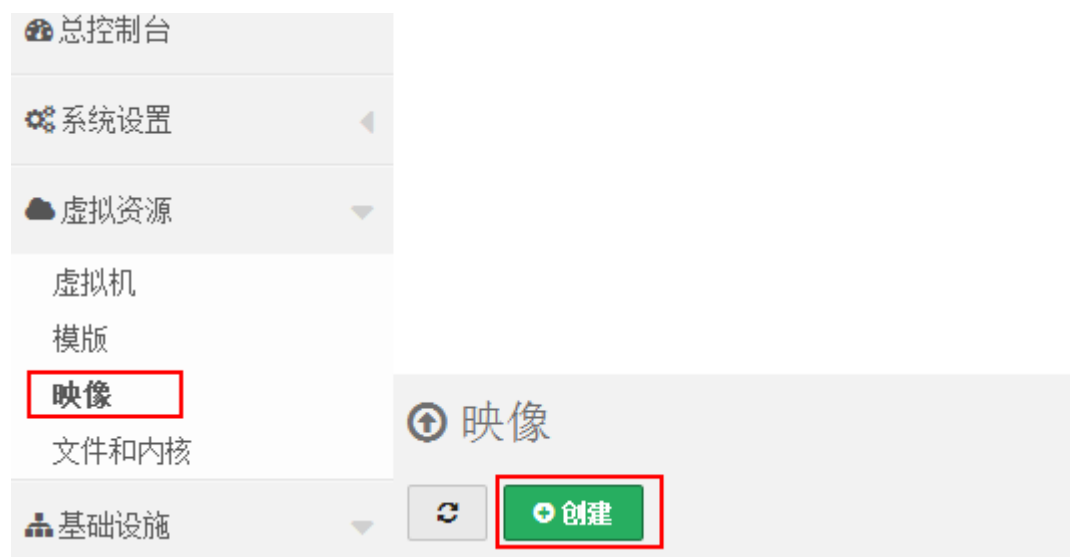 总控制台
系统设置
虚拟资源
虚拟机
模版
映像
文件和内核
基础设施
映像
创建